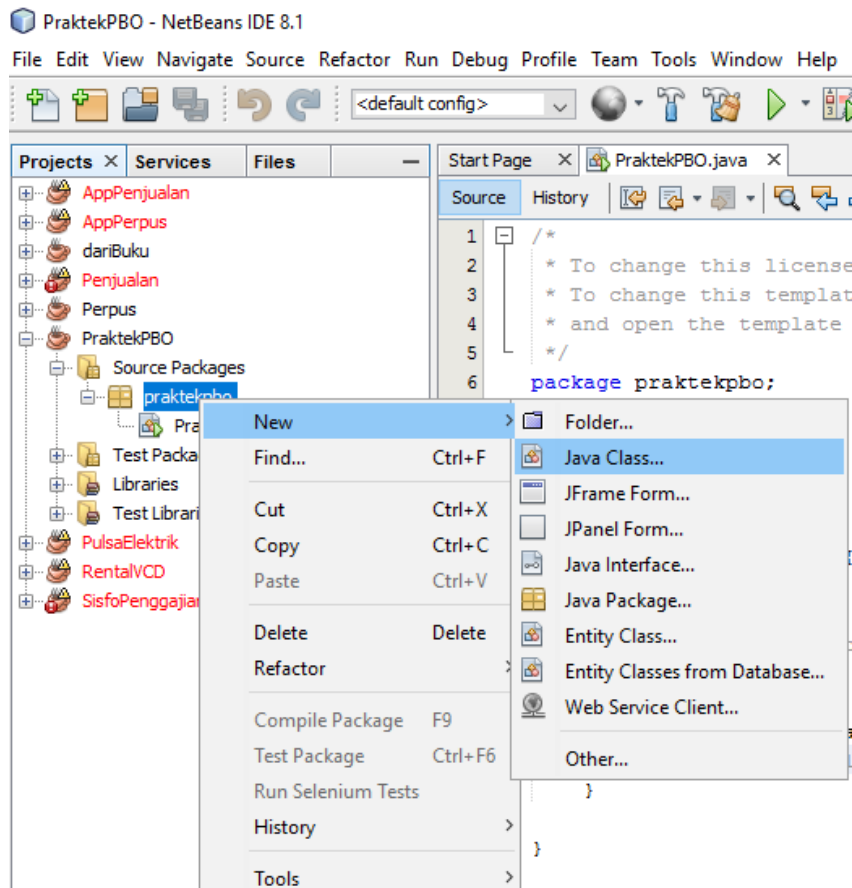 PraktekPBO - NetBeans IDE 8.1
File Edit View Navigate Source Refactor Run Debug Profile Team Tools Window Help
<default config>
Projects Services Files
Start Page PraktekPBO.java
Source History
AppPenjualan
AppPerpus
dariBuku
Penjualan
Perpus
PraktekPBO
Source Packages
praktekpbo
Pra
Test Packa
Libraries
Test Librari
PulsaElektrik
RentalVCD
SisfoPenggajian
1 /*
2 * To change this license
3 * To change this templat
4 * and open the template
5 */
6 package praktekpbo;
New
Find... Ctrl+F
Cut Ctrl+X
Copy Ctrl+C
Paste Ctrl+V
Delete Delete
Refactor
Compile Package F9
Test Package Ctrl+F6
Run Selenium Tests
History
Tools
Folder...
Java Class...
JFrame Form...
JPanel Form...
Java Interface...
Java Package...
Entity Class...
Entity Classes from Database...
Web Service Client...
Other...
}
}